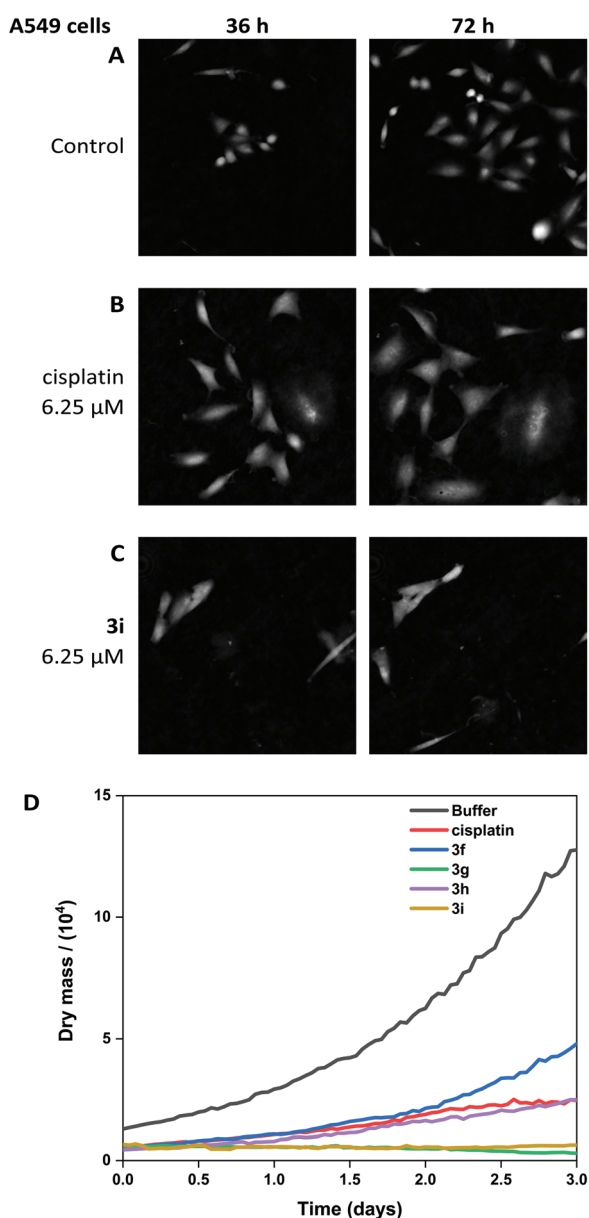 A549 cells 36 h 72 h
A
Control
B
cisplatin
6.25 µM
C
3i
6.25 µM
D
15
10
5
0
Dry mass / (10⁴)
Buffer
cisplatin
3f
3g
3h
3i
0.0 0.5 1.0 1.5 2.0 2.5 3.0
Time (days)